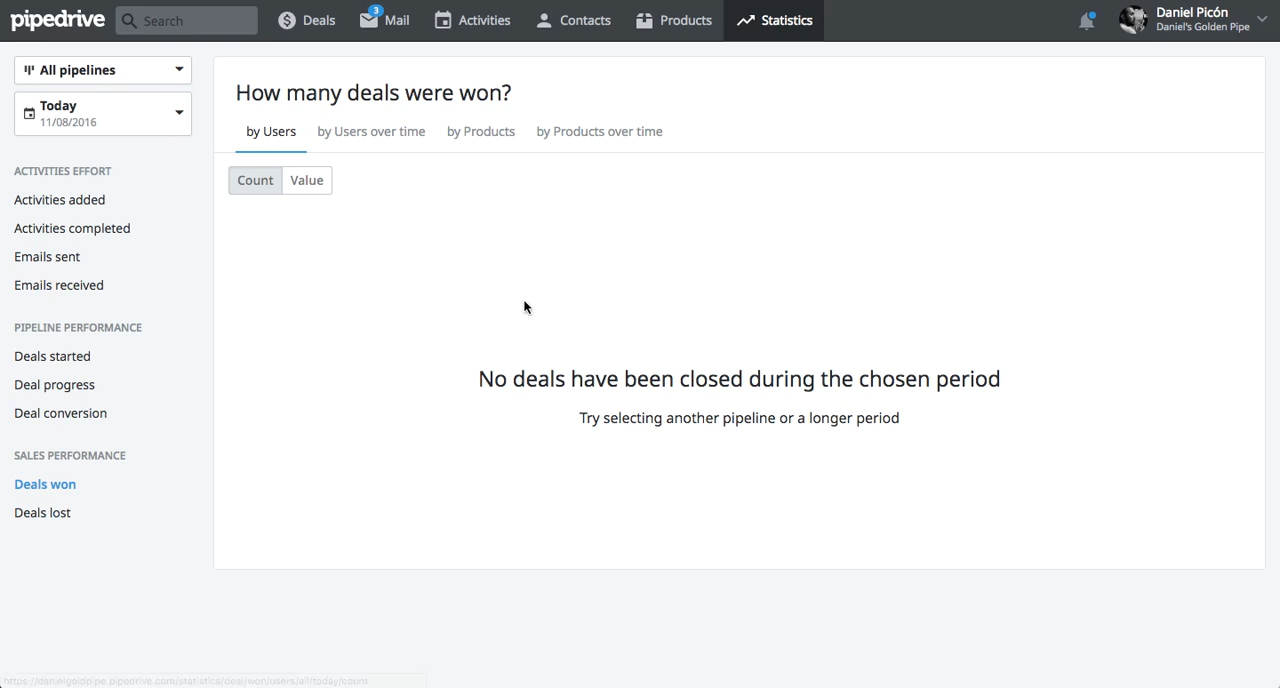 pipedrive
Search
Deals
3
Mail
Activities
Contacts
Products
Statistics
Daniel Picón
Daniel's Golden Pipe
All pipelines
Today
11/08/2016
ACTIVITIES EFFORT
Activities added
Activities completed
Emails sent
Emails received
PIPELINE PERFORMANCE
Deals started
Deal progress
Deal conversion
SALES PERFORMANCE
Deals won
Deals lost
How many deals were won?
by Users
by Users over time
by Products
by Products over time
Count
Value
No deals have been closed during the chosen period
Try selecting another pipeline or a longer period